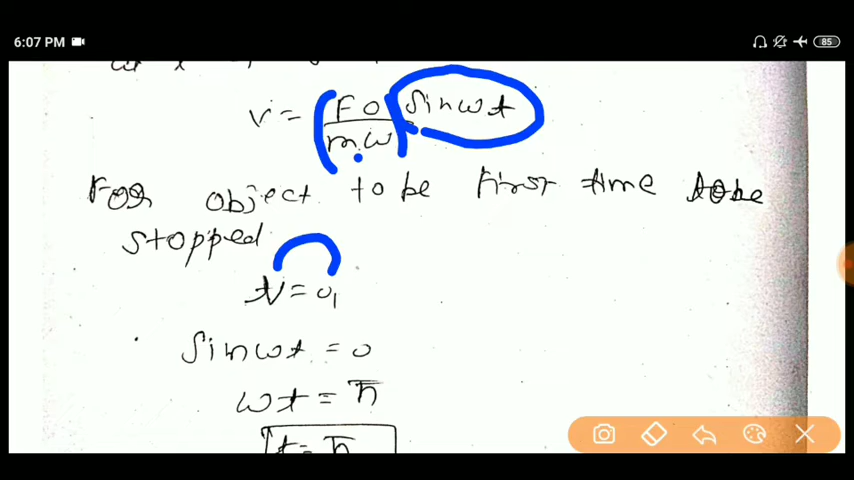 6:07 PM
85
v = (F0/mω) sinωt
For object to be first time to be
stopped
v = 0,
sinωt = 0
ωt = π
t = π